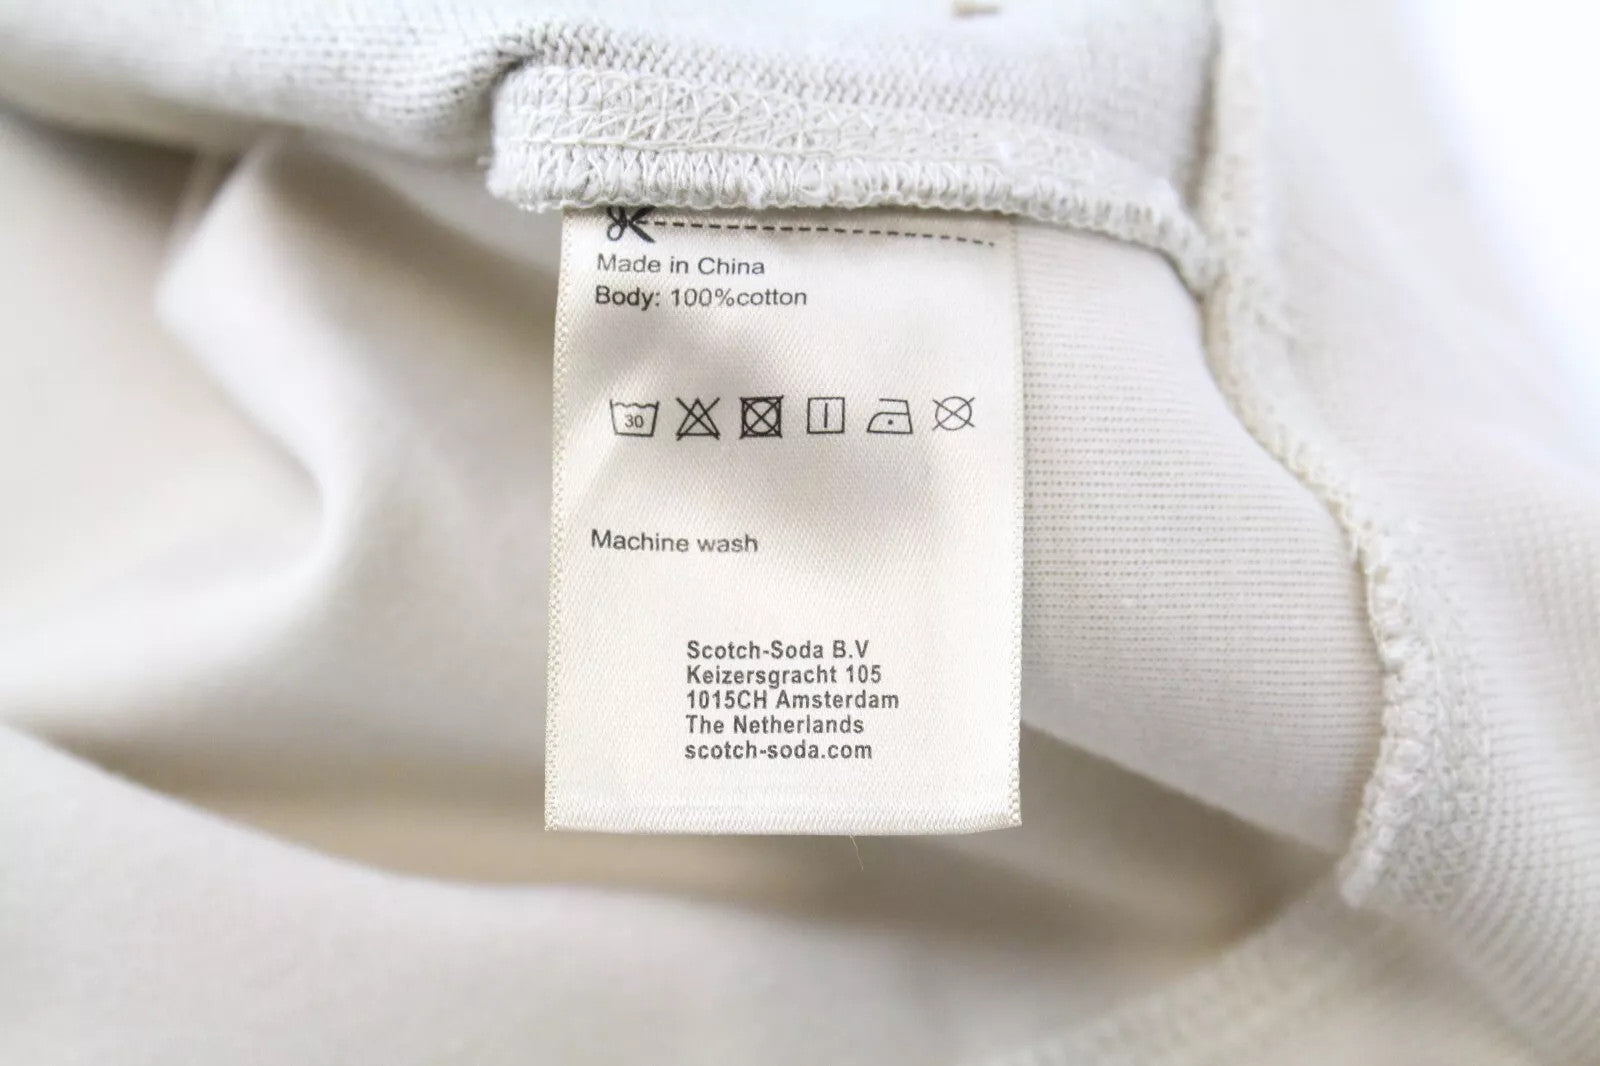 Made in China
Body: 100%cotton
30
Machine wash
Scotch-Soda B.V
Keizersgracht 105
1015CH Amsterdam
The Netherlands
scotch-soda.com